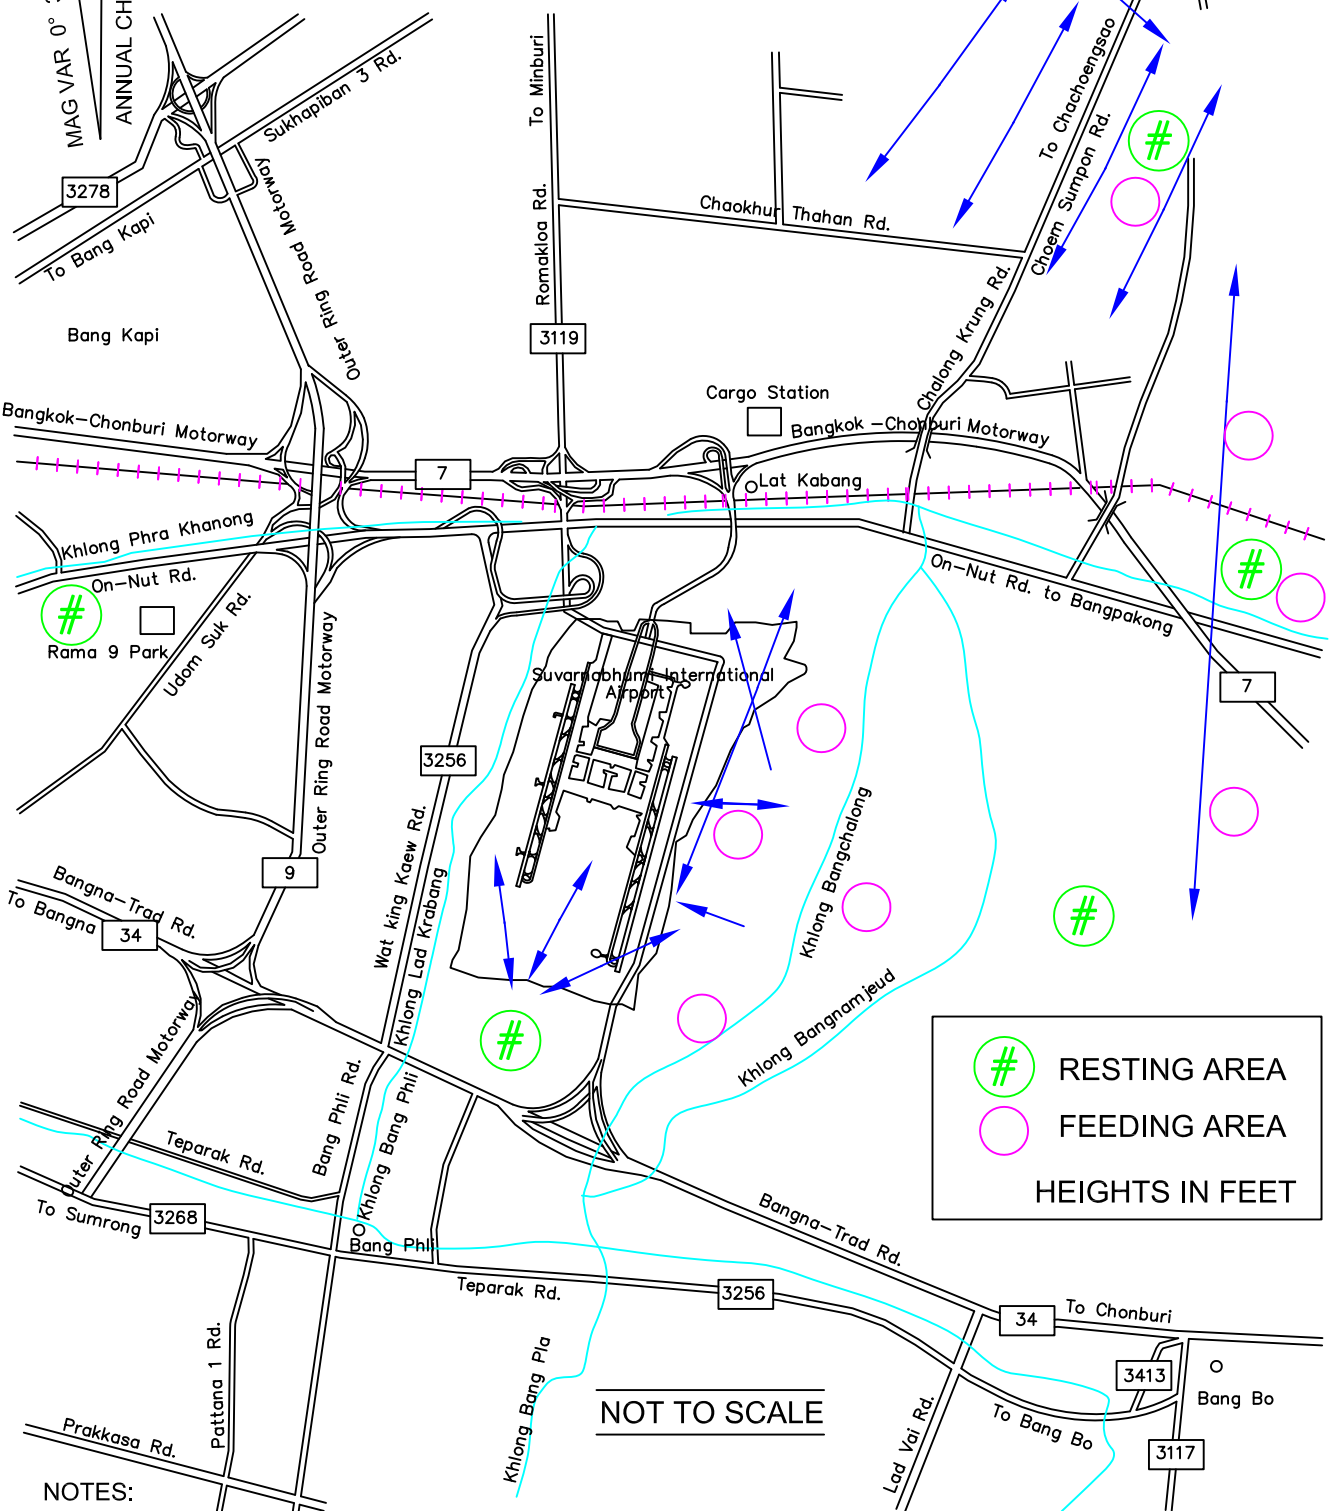 MAG VAR 0°
ANNUAL CH
To Minburi
To Chachoengsao
Sukhapiban 3 Rd.
Choem Sumpon Rd.
3278
Outer Ring Road Motorway
Romakloa Rd.
Chaokhur Thahan Rd.
To Bang Kapi
Outer Ring Road Motorway
Bang Kapi
3119
Chalong Krung Rd.
Cargo Station
Bangkok-Chonburi Motorway
Bangkok -Chonburi Motorway
7
Lat Kabang
Khlong Phra Khanong
On-Nut Rd.
On-Nut Rd. to Bangpakong
Rama 9 Park
Udom Suk Rd.
Outer Ring Road Motorway
Suvarnabhumi International
Airport
7
3256
Wat king Kaew Rd.
Khlong Bangchalong
9
Bangna-Trad Rd.
To Bangna
34
Khlong Lad Krabang
Khlong Bangnamjeud
Outer Ring Road Motorway
# RESTING AREA
FEEDING AREA
HEIGHTS IN FEET
Bang Phli Rd.
Khlong Bang Phli
Teparak Rd.
To Sumrong
3268
Bang Phli
Bangna-Trad Rd.
Teparak Rd.
3256
34
To Chonburi
Pattana 1 Rd.
Khlong Bang Pla
3413
Bang Bo
NOT TO SCALE
Lad Vai Rd.
To Bang Bo
Prakkasa Rd.
3117
NOTES: